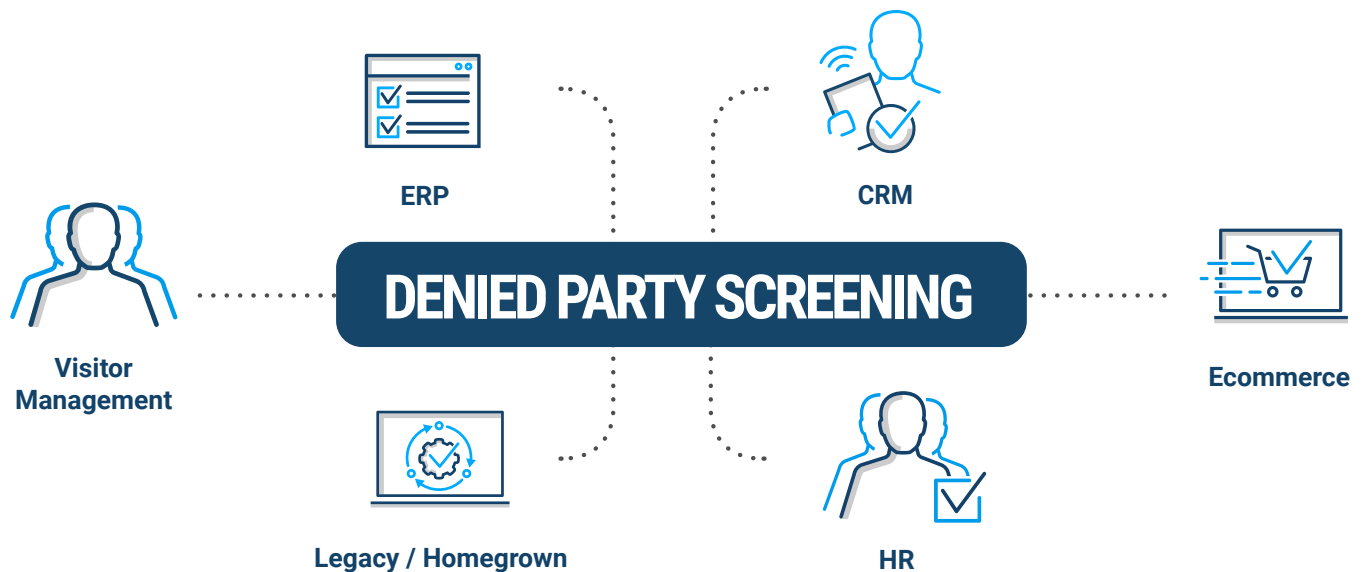 ERP
CRM
DENIED PARTY SCREENING
Visitor
Management
Ecommerce
Legacy / Homegrown
HR